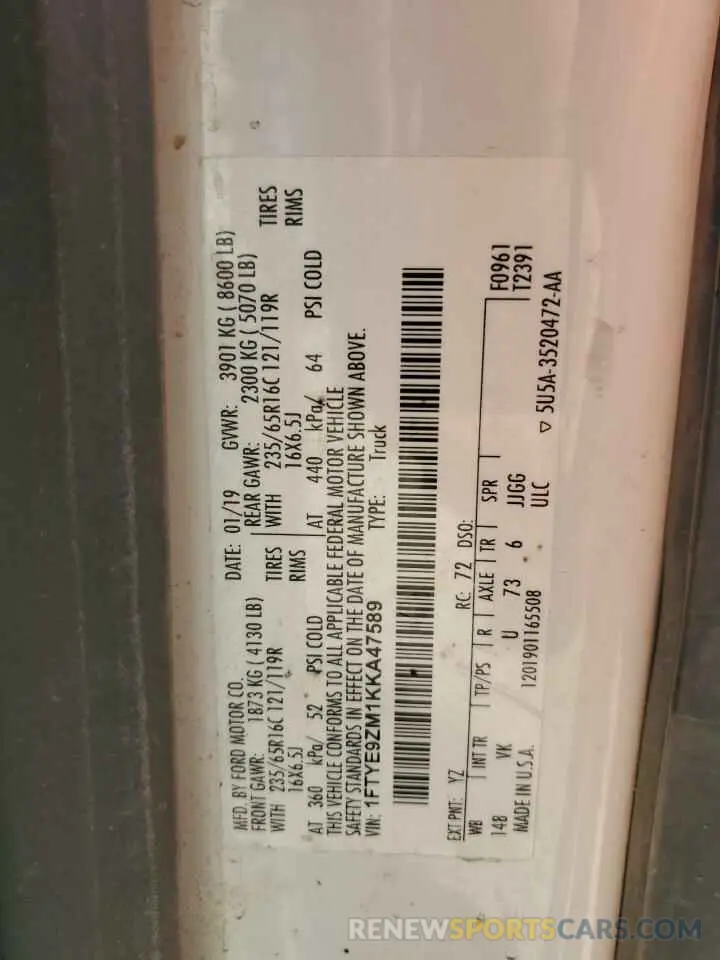 MFD. BY FORD MOTOR CO.
DATE: 01/19 GVWR: 3901 KG ( 8600 LB)
FRONT GAWR: 1873 KG ( 4130 LB)
REAR GAWR: 2300 KG ( 5070 LB)
WITH 235/65R16C 121/119R TIRES
WITH 235/65R16C 121/119R TIRES
16X6.5J RIMS
16X6.5J RIMS
AT 360 kPa/ 52 PSI COLD
AT 440 kPa/ 64 PSI COLD
THIS VEHICLE CONFORMS TO ALL APPLICABLE FEDERAL MOTOR VEHICLE
SAFETY STANDARDS IN EFFECT ON THE DATE OF MANUFACTURE SHOWN ABOVE.
VIN: 1FTYE9ZM1KKA47589 TYPE: Truck
EXT PNT: YZ RC: 72 DSO:
WB INT TR TP/PS R AXLE TR SPR
148 VK U 73 6 JJGG F0961
MADE IN U.S.A. 1201901165508 ULC T2391
▽ 5U5A-3520472-AA
RENEWSPORTSCARS.COM